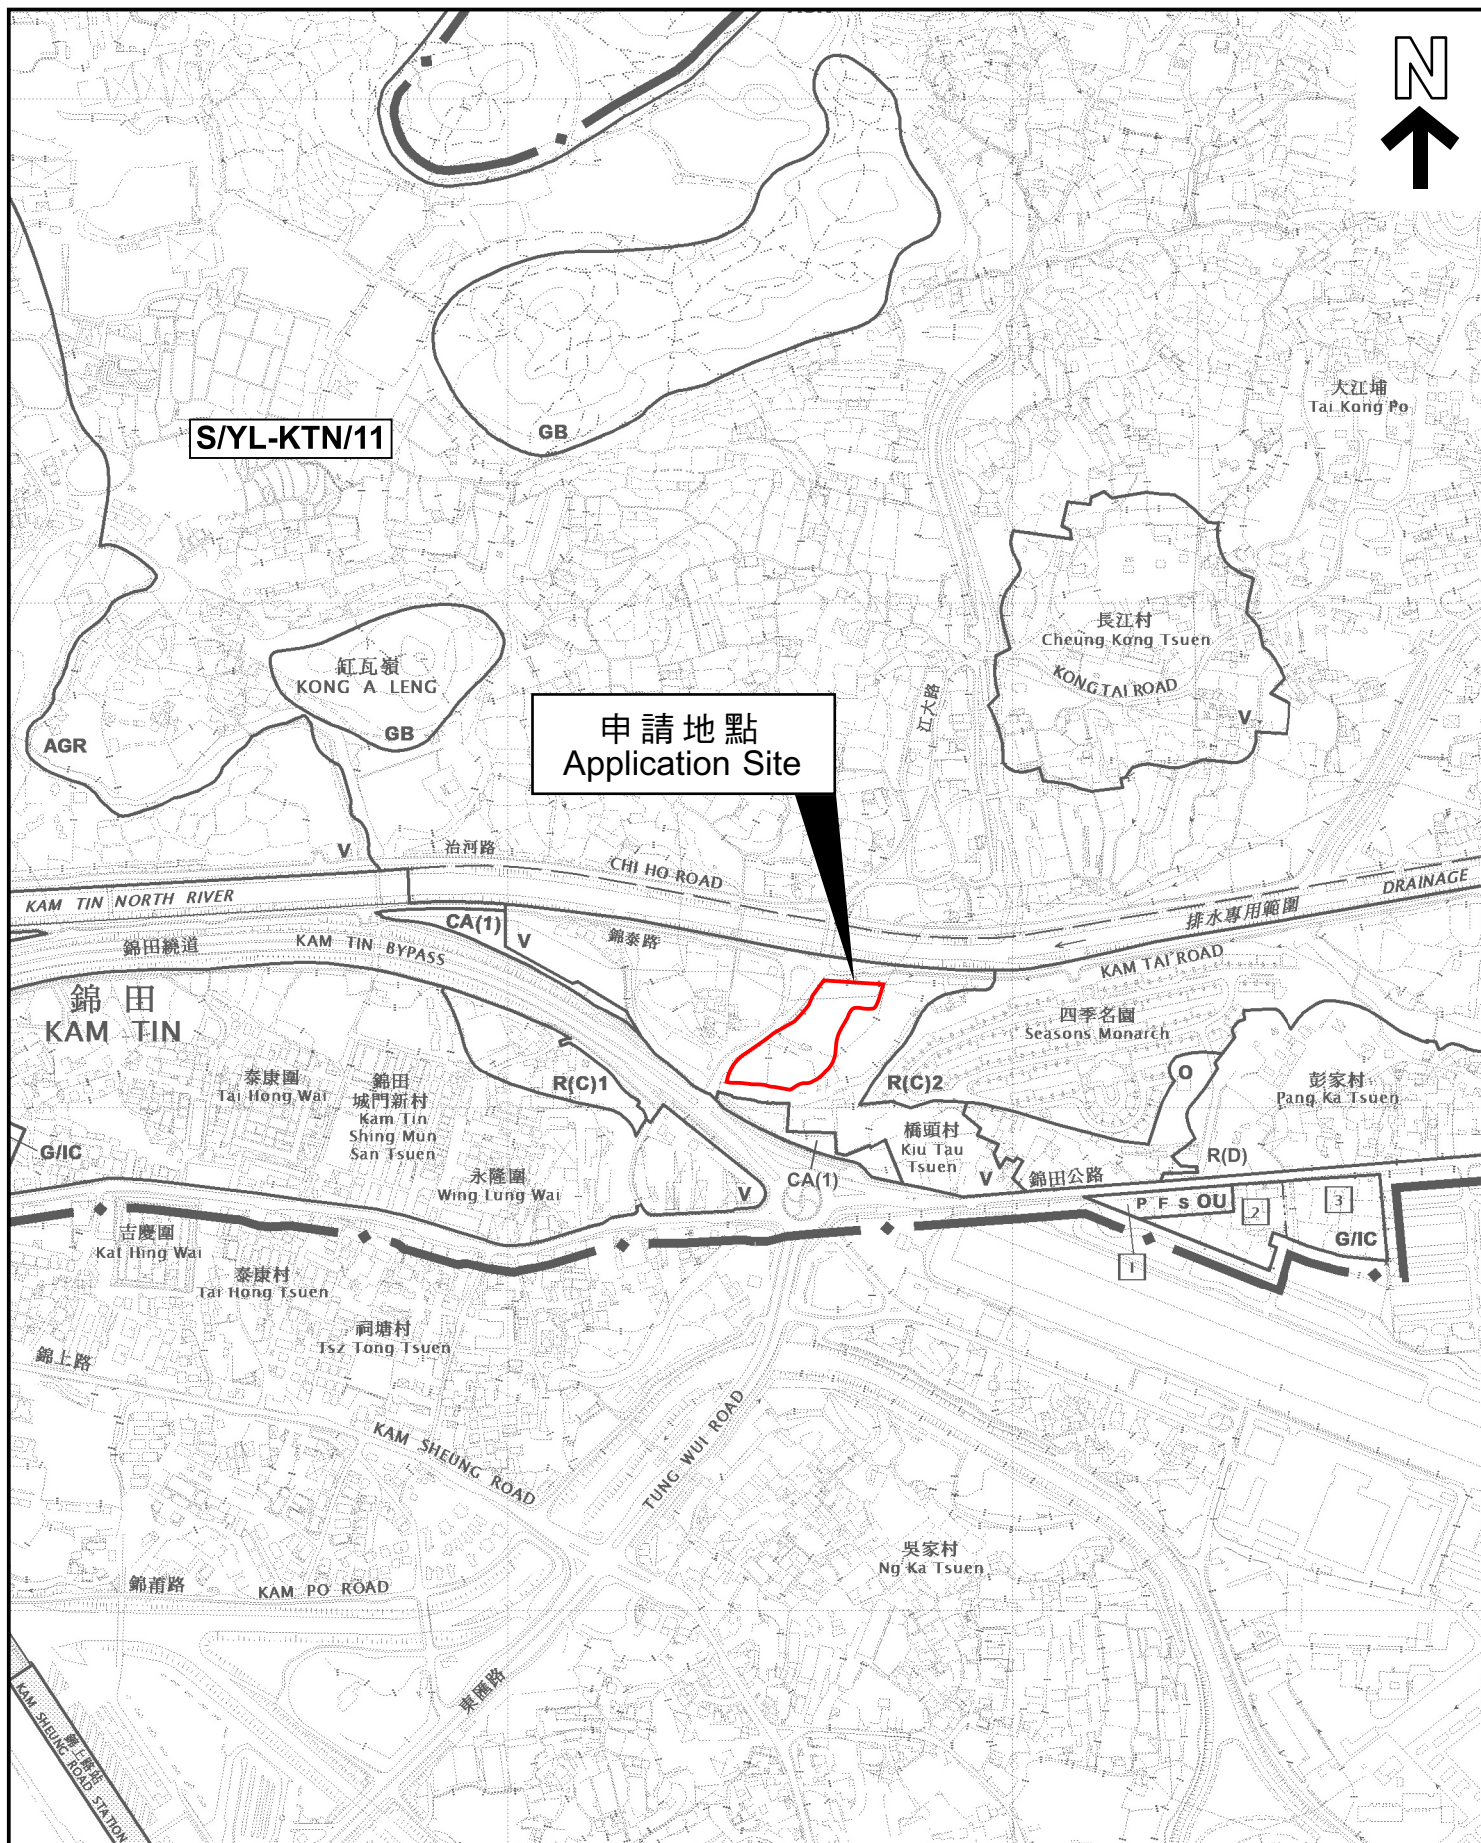 N
GB
S/YL-KTN/11
大江埔
Tai Kong Po
長江村
Cheung Kong Tsuen
KONG TAI ROAD
V
江大路
缸瓦嶺
KONG A LENG
GB
AGR
申請地點
Application Site
V
治河路
CHI HO ROAD
KAM TIN NORTH RIVER
DRAINAGE
排水專用範圍
CA(1)
V
錦泰路
錦田繞道
KAM TIN BYPASS
KAM TAI ROAD
錦田
KAM TIN
四季名園
Seasons Monarch
R(C)1
R(C)2
O
泰康圍
Tai Hong Wai
錦田
城門新村
Kam Tin
Shing Mun
San Tsuen
彭家村
Pang Ka Tsuen
橋頭村
Kiu Tau
Tsuen
G/IC
永隆圍
Wing Lung Wai
V
CA(1)
V
錦田公路
R(D)
P F S OU
2
3
G/IC
1
吉慶圍
Kat Hing Wai
泰康村
Tai Hong Tsuen
祠塘村
Tsz Tong Tsuen
錦上路
KAM SHEUNG ROAD
TUNG WUI ROAD
吳家村
Ng Ka Tsuen
錦莆路
KAM PO ROAD
東匯路
錦上路站
KAM SHEUNG ROAD STATION